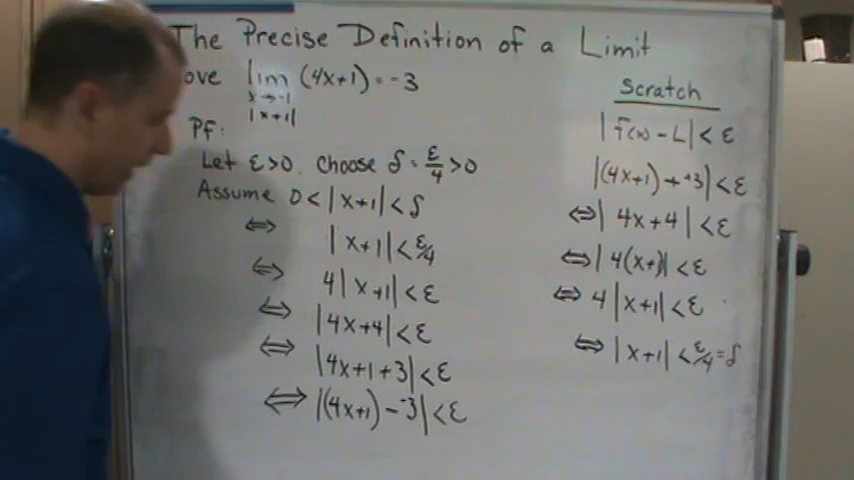 The Precise Definition of a Limit
ove lim (4x+1) = -3
x→-1
|x+1|
Pf:
Let ε>0. Choose δ = ε/4 >0
Assume 0<|x+1|<δ
⇔ |x+1|<ε/4
⇔ 4|x+1|<ε
⇔ |4x+4|<ε
⇔ |4x+1+3|<ε
⇔ |(4x+1)-⁻3|<ε
Scratch
|f(x)-L|<ε
|(4x+1)++3|<ε
⇔ |4x+4|<ε
⇔ |4(x+1)|<ε
⇔ 4|x+1|<ε
⇔ |x+1|<ε/4=δ